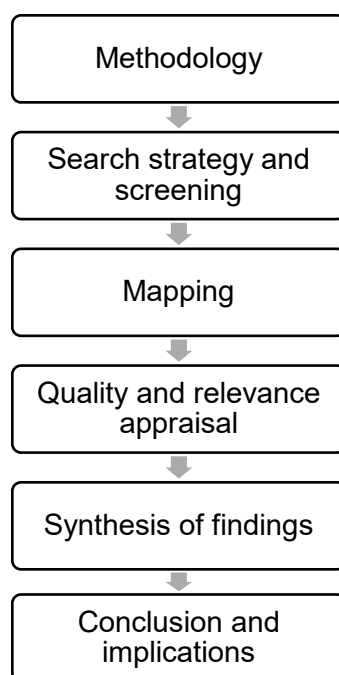 Methodology
Search strategy and
screening
Mapping
Quality and relevance
appraisal
Synthesis of findings
Conclusion and
implications